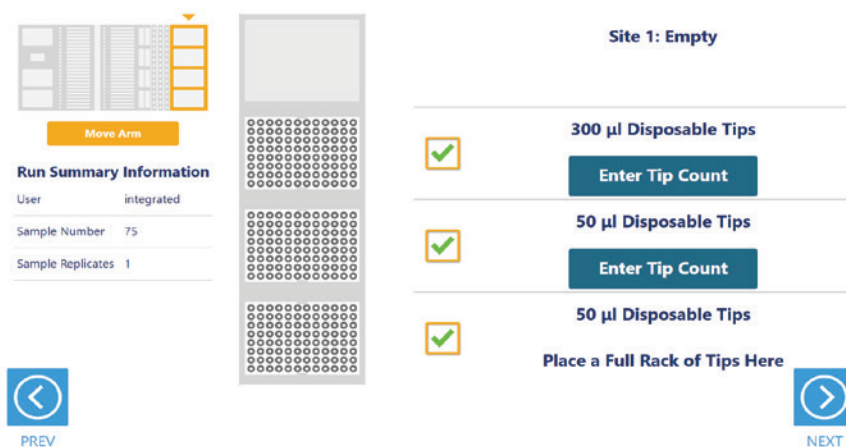 Move Arm
Run Summary Information
User integrated
Sample Number 75
Sample Replicates 1
Site 1: Empty
300 µl Disposable Tips
Enter Tip Count
50 µl Disposable Tips
Enter Tip Count
50 µl Disposable Tips
Place a Full Rack of Tips Here
PREV
NEXT